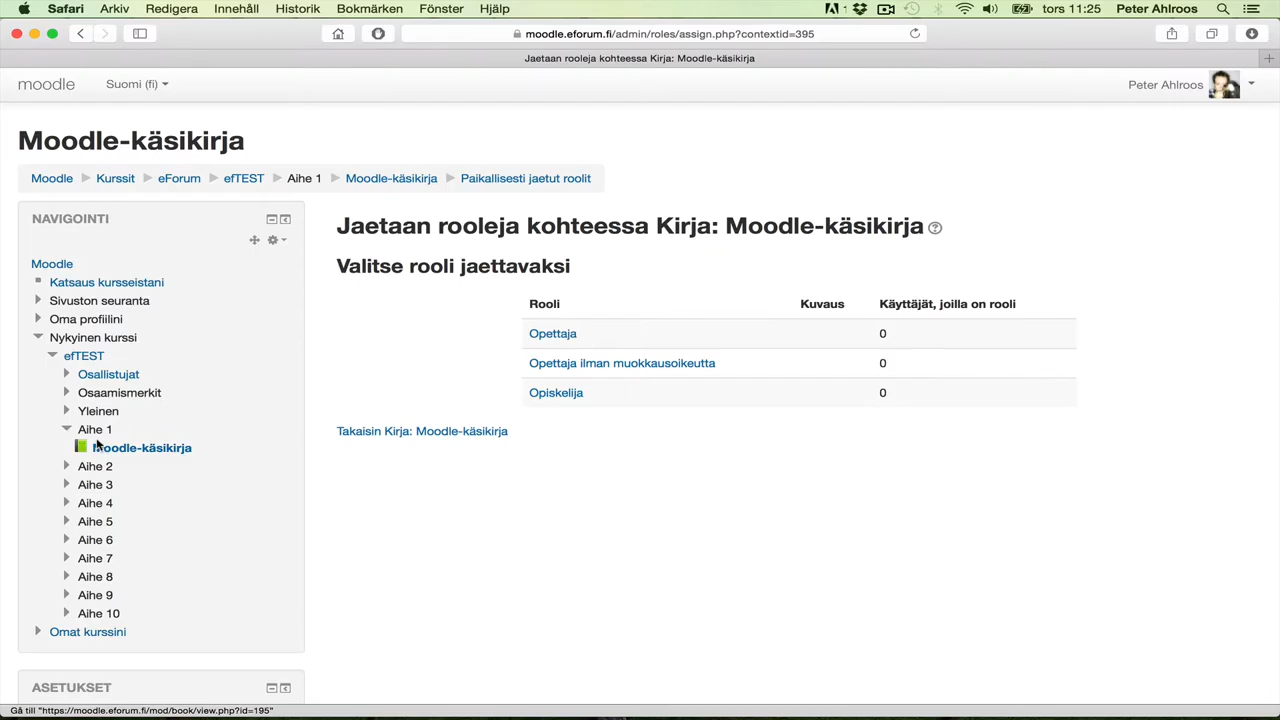 Safari Arkiv Redigera Innehåll Historik Bokmärken Fönster Hjälp tors 11:25 Peter Ahlroos
moodle.eforum.fi/admin/roles/assign.php?contextid=395
Jaetaan rooleja kohteessa Kirja: Moodle-käsikirja
moodle Suomi (fi) Peter Ahlroos
Moodle-käsikirja
Moodle Kurssit eForum efTEST Aihe 1 Moodle-käsikirja Paikallisesti jaetut roolit
NAVIGOINTI
Moodle
Katsaus kursseistani
Sivuston seuranta
Oma profiilini
Nykyinen kurssi
efTEST
Osallistujat
Osaamismerkit
Yleinen
Aihe 1
Moodle-käsikirja
Aihe 2
Aihe 3
Aihe 4
Aihe 5
Aihe 6
Aihe 7
Aihe 8
Aihe 9
Aihe 10
Omat kurssini
ASETUKSET
Jaetaan rooleja kohteessa Kirja: Moodle-käsikirja
Valitse rooli jaettavaksi
Rooli Kuvaus Käyttäjät, joilla on rooli
Opettaja 0
Opettaja ilman muokkausoikeutta 0
Opiskelija 0
Takaisin Kirja: Moodle-käsikirja
Gå till "https://moodle.eforum.fi/mod/book/view.php?id=195"